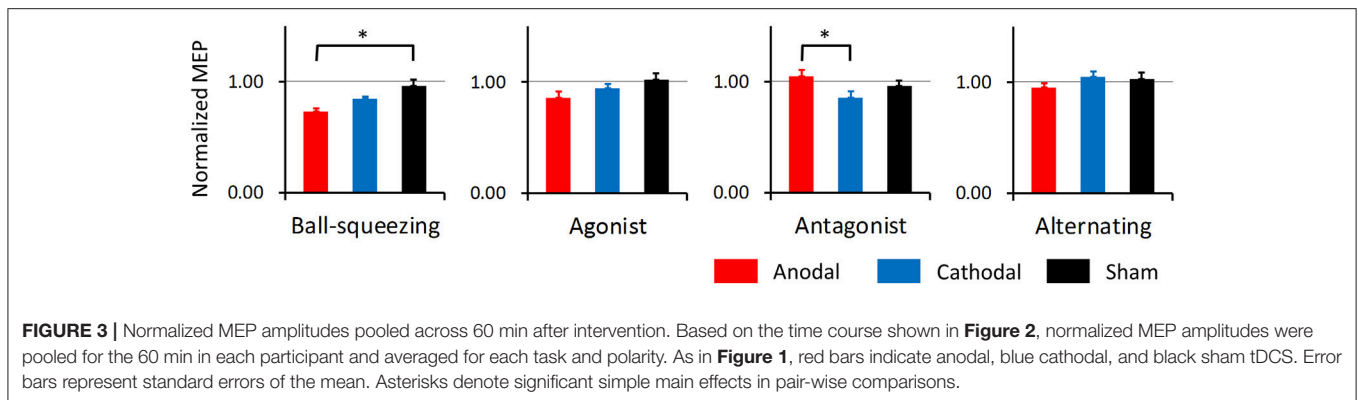 Normalized MEP
*
*
1.00
1.00
1.00
1.00
0.00
0.00
0.00
0.00
Ball-squeezing
Agonist
Antagonist
Alternating
Anodal
Cathodal
Sham
FIGURE 3 | Normalized MEP amplitudes pooled across 60 min after intervention. Based on the time course shown in Figure 2, normalized MEP amplitudes were
pooled for the 60 min in each participant and averaged for each task and polarity. As in Figure 1, red bars indicate anodal, blue cathodal, and black sham tDCS. Error
bars represent standard errors of the mean. Asterisks denote significant simple main effects in pair-wise comparisons.